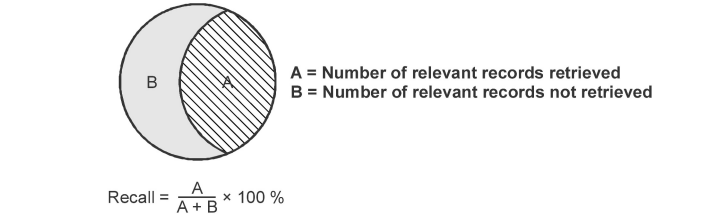 B
A
A = Number of relevant records retrieved
B = Number of relevant records not retrieved
Recall = A / A + B × 100 %